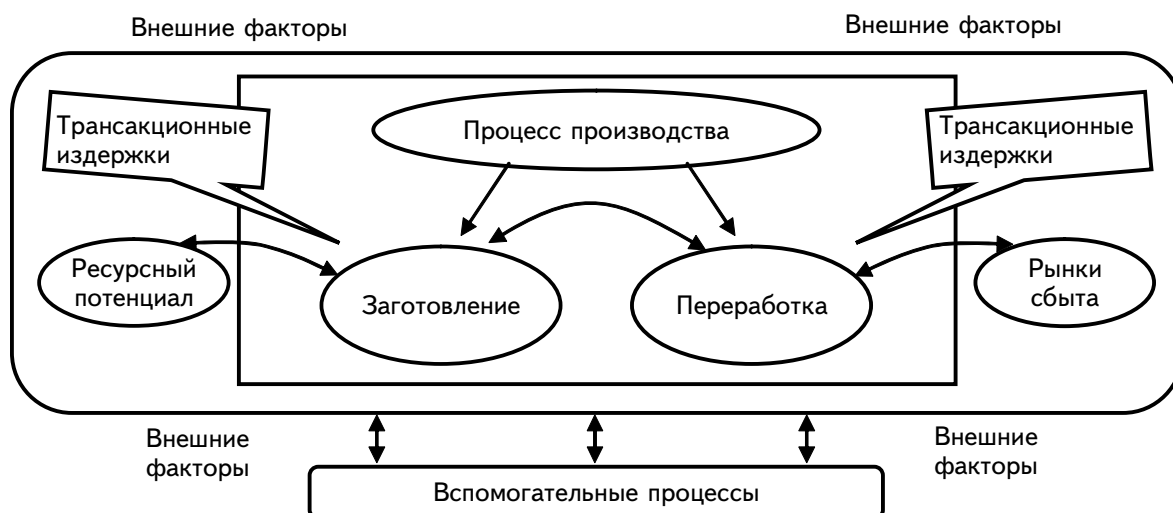 Внешние факторы
Внешние факторы
Трансакционные
издержки
Процесс производства
Трансакционные
издержки
Ресурсный
потенциал
Заготовление
Переработка
Рынки
сбыта
Внешние
факторы
Внешние
факторы
Вспомогательные процессы